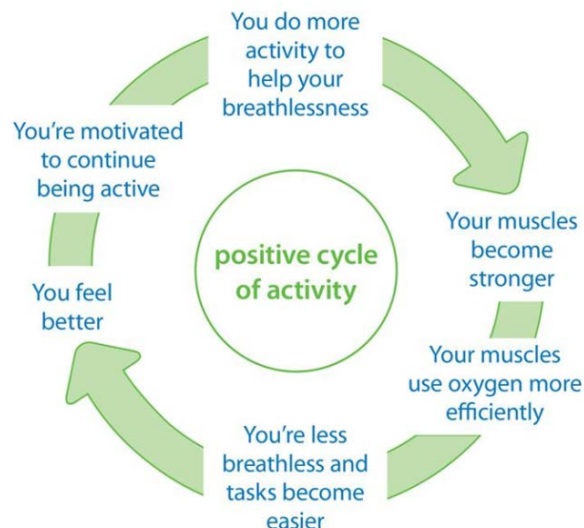 You do more
activity to
help your
breathlessness
You're motivated
to continue
being active
Your muscles
become
stronger
positive cycle
of activity
You feel
better
Your muscles
use oxygen more
efficiently
You're less
breathless and
tasks become
easier